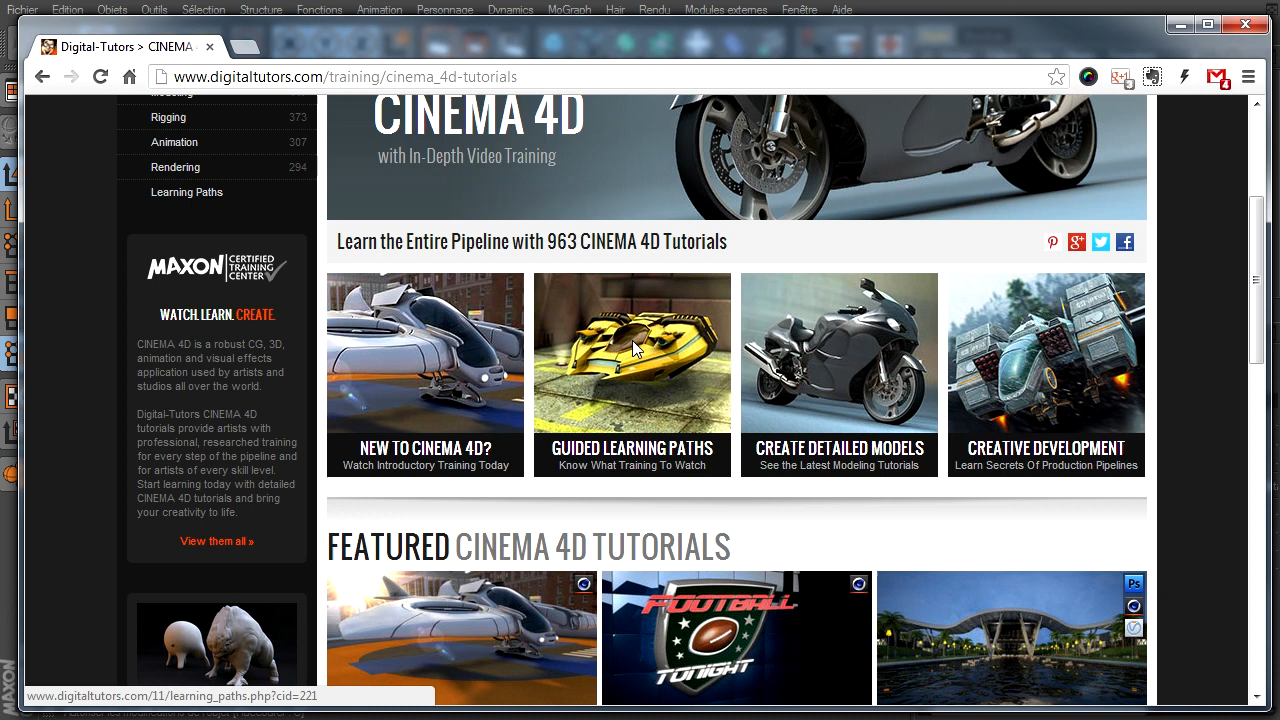 Fichier Edition Objets Outils Sélection Structure Fonctions Animation Personnage Dynamics MoGraph Hair Rendu Modules externes Fenêtre Aide
Digital-Tutors > CINEMA
www.digitaltutors.com/training/cinema_4d-tutorials
3
4
Rigging 373
Animation 307
Rendering 294
Learning Paths
MAXON CERTIFIED TRAINING CENTER
WATCH.LEARN.CREATE.
CINEMA 4D is a robust CG, 3D,
animation and visual effects
application used by artists and
studios all over the world.
Digital-Tutors CINEMA 4D
tutorials provide artists with
professional, researched training
for every step of the pipeline and
for artists of every skill level.
Start learning today with detailed
CINEMA 4D tutorials and bring
your creativity to life.
View them all »
CINEMA 4D
with In-Depth Video Training
Learn the Entire Pipeline with 963 CINEMA 4D Tutorials
NEW TO CINEMA 4D?
Watch Introductory Training Today
GUIDED LEARNING PATHS
Know What Training To Watch
CREATE DETAILED MODELS
See the Latest Modeling Tutorials
CREATIVE DEVELOPMENT
Learn Secrets Of Production Pipelines
FEATURED CINEMA 4D TUTORIALS
FOOTBALL
TONIGHT
Ps
www.digitaltutors.com/11/learning_paths.php?cid=221
MAXON